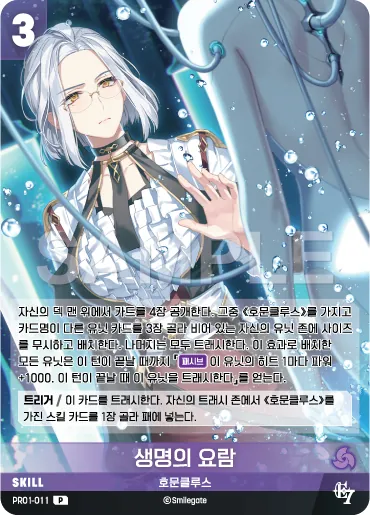 3
SAMPLE
자신의 덱 맨 위에서 카드를 4장 공개한다. 그중 《호문클루스》를 가지고
카드명이 다른 유닛 카드를 3장 골라 비어 있는 자신의 유닛 존에 사이즈
를 무시하고 배치한다. 나머지는 모두 트래시한다. 이 효과로 배치한
모든 유닛은 이 턴이 끝날 때까지 「패시브 이 유닛의 히트 1마다 파워
+1000. 이 턴이 끝날 때 이 유닛을 트래시한다」를 얻는다.
트리거 / 이 카드를 트래시한다. 자신의 트래시 존에서 《호문클루스》를
가진 스킬 카드를 1장 골라 패에 넣는다.
생명의 요람
SKILL 호문클루스
PR01-011 P ©Smilegate